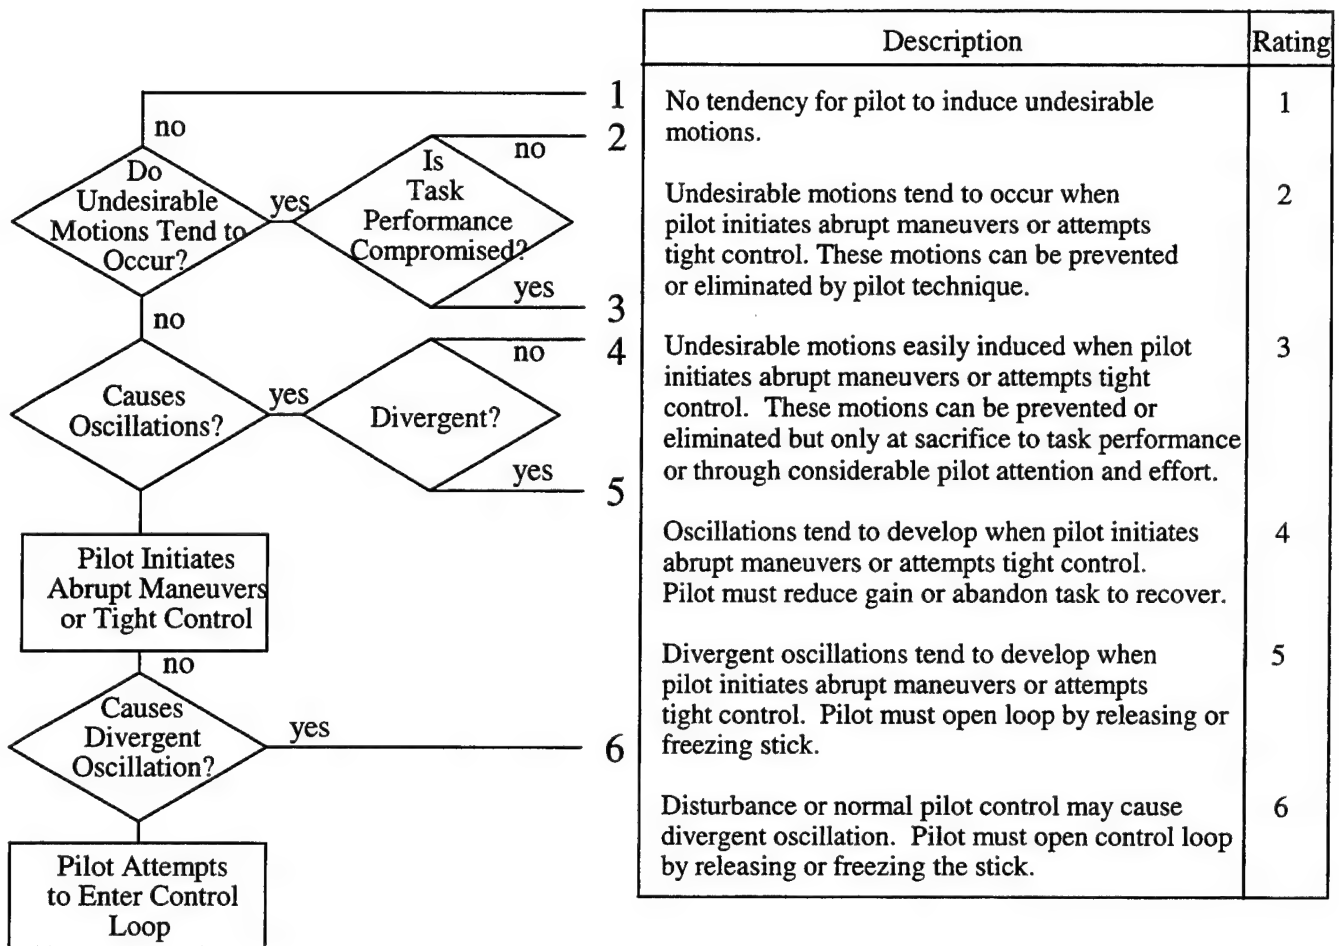 1
no
2
no
Do
Undesirable
Motions Tend to
Occur?
yes
Is
Task
Performance
Compromised?
yes
3
no
4
no
Causes
Oscillations?
yes
Divergent?
yes
5
Pilot Initiates
Abrupt Maneuvers
or Tight Control
no
Causes
Divergent
Oscillation?
yes
6
Pilot Attempts
to Enter Control
Loop
Description Rating
No tendency for pilot to induce undesirable 1
motions.
Undesirable motions tend to occur when 2
pilot initiates abrupt maneuvers or attempts
tight control. These motions can be prevented
or eliminated by pilot technique.
Undesirable motions easily induced when pilot 3
initiates abrupt maneuvers or attempts tight
control. These motions can be prevented or
eliminated but only at sacrifice to task performance
or through considerable pilot attention and effort.
Oscillations tend to develop when pilot initiates 4
abrupt maneuvers or attempts tight control.
Pilot must reduce gain or abandon task to recover.
Divergent oscillations tend to develop when 5
pilot initiates abrupt maneuvers or attempts
tight control. Pilot must open loop by releasing or
freezing stick.
Disturbance or normal pilot control may cause 6
divergent oscillation. Pilot must open control loop
by releasing or freezing the stick.